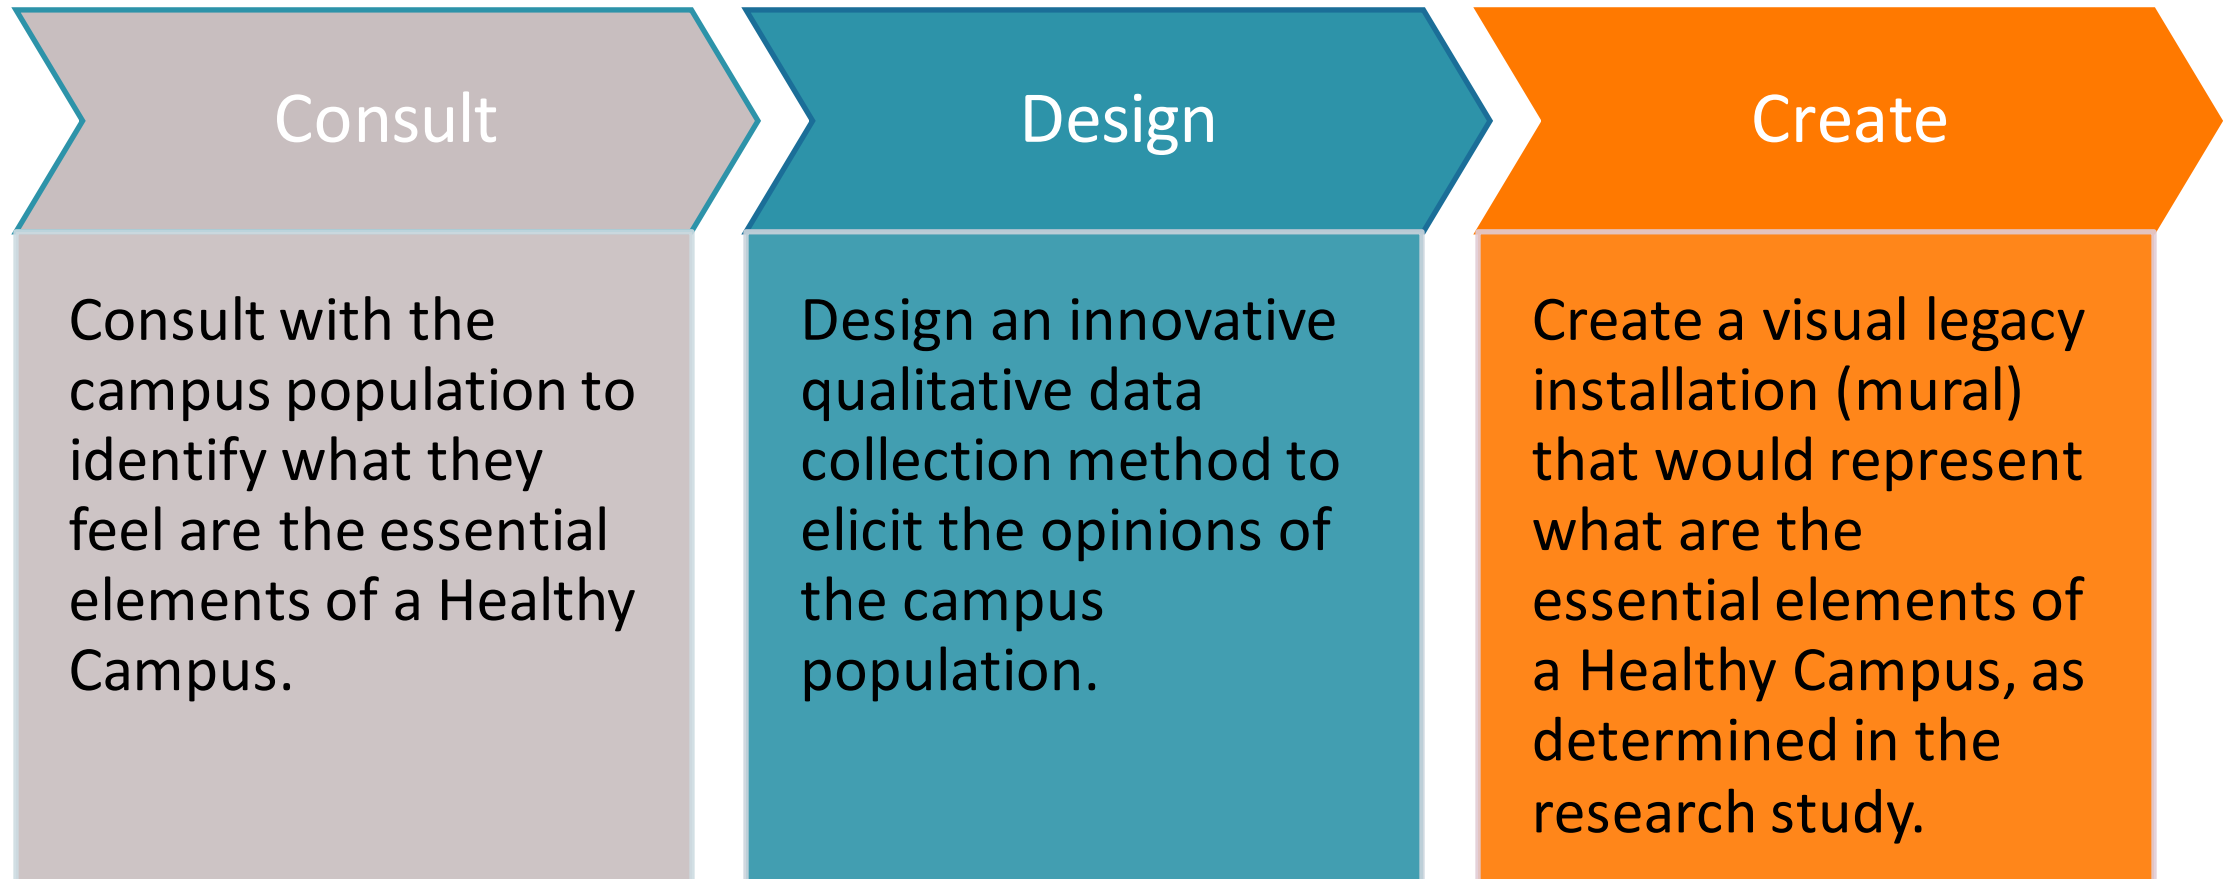 Consult
Consult with the
campus population to
identify what they
feel are the essential
elements of a Healthy
Campus.
Design
Design an innovative
qualitative data
collection method to
elicit the opinions of
the campus
population.
Create
Create a visual legacy
installation (mural)
that would represent
what are the
essential elements of
a Healthy Campus, as
determined in the
research study.